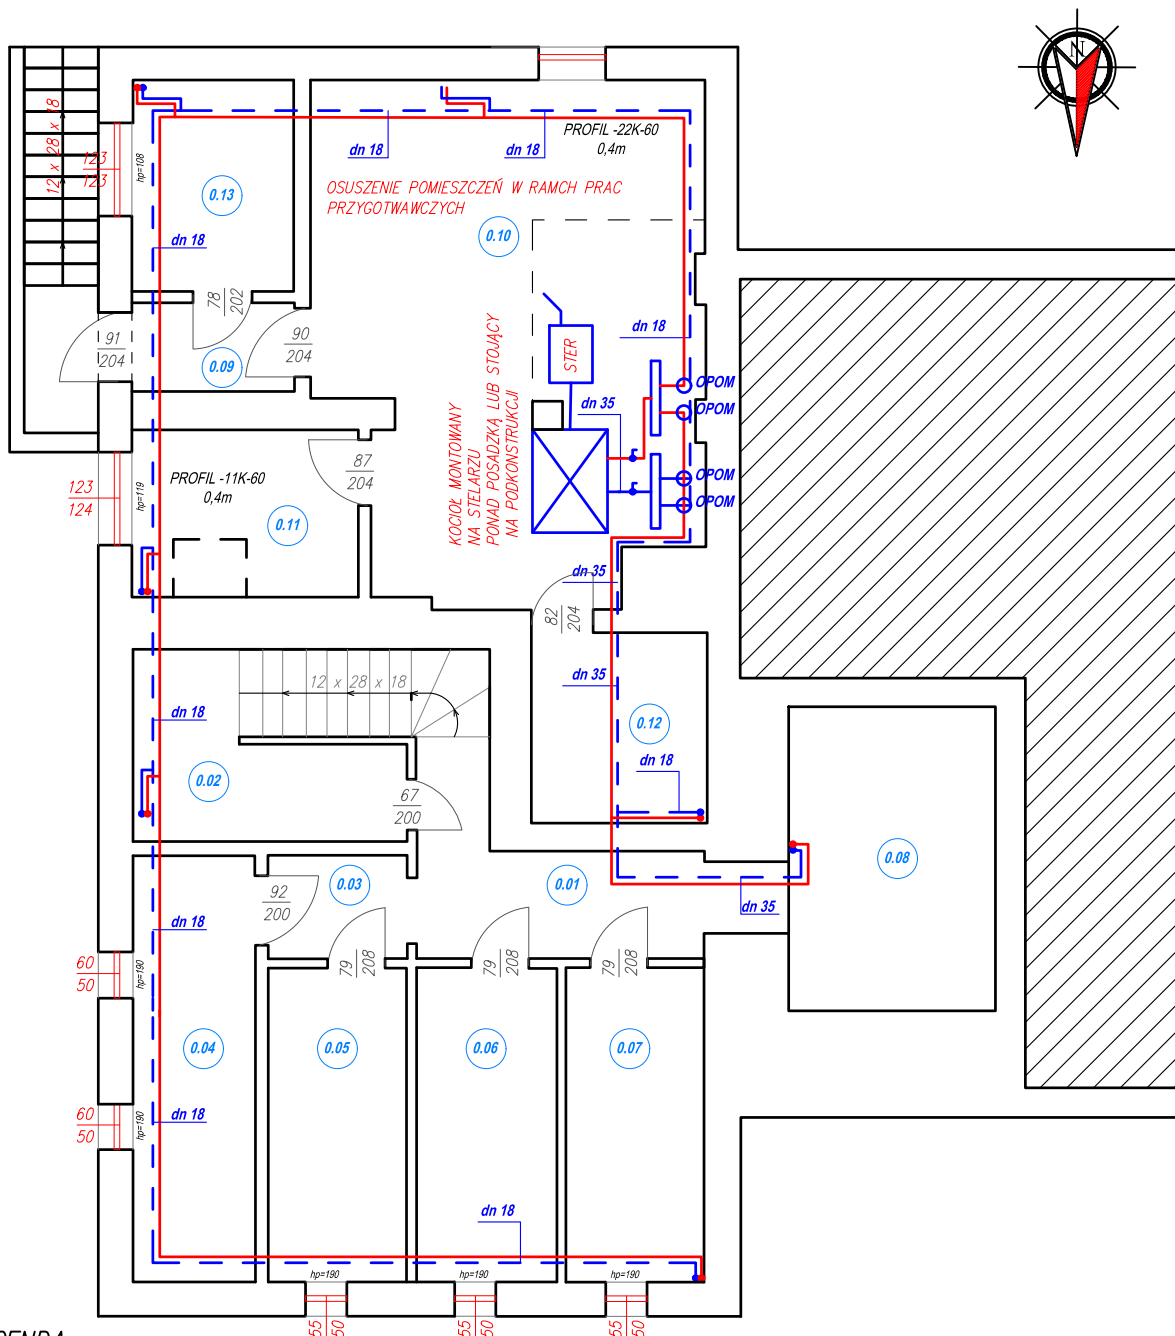 N
12 x 28 x 18
123
123
hp=108
0.13
dn 18
dn 18
PROFIL -22K-60
0,4m
OSUSZENIE POMIESZCZEŃ W RAMCH PRAC
PRZYGOTWAWCZYCH
0.10
dn 18
78
202
90
204
91
204
0.09
dn 18
STER
OPOM
dn 35
OPOM
KOCIOŁ MONTOWANY
NA STELARZU
PONAD POSADZKĄ LUB STOJĄCY
NA PODKONSTRUKCJI
87
204
PROFIL -11K-60
0,4m
123
124
hp=119
0.11
OPOM
OPOM
dn 35
82
204
dn 35
12 x 28 x 18
dn 18
0.12
dn 18
0.02
67
200
0.08
0.03
0.01
92
200
dn 35
dn 18
79
208
79
208
79
208
60
50
hp=190
0.04
0.05
0.06
0.07
60
50
hp=190
dn 18
dn 18
hp=190
hp=190
hp=190
55
50
55
50
55
50